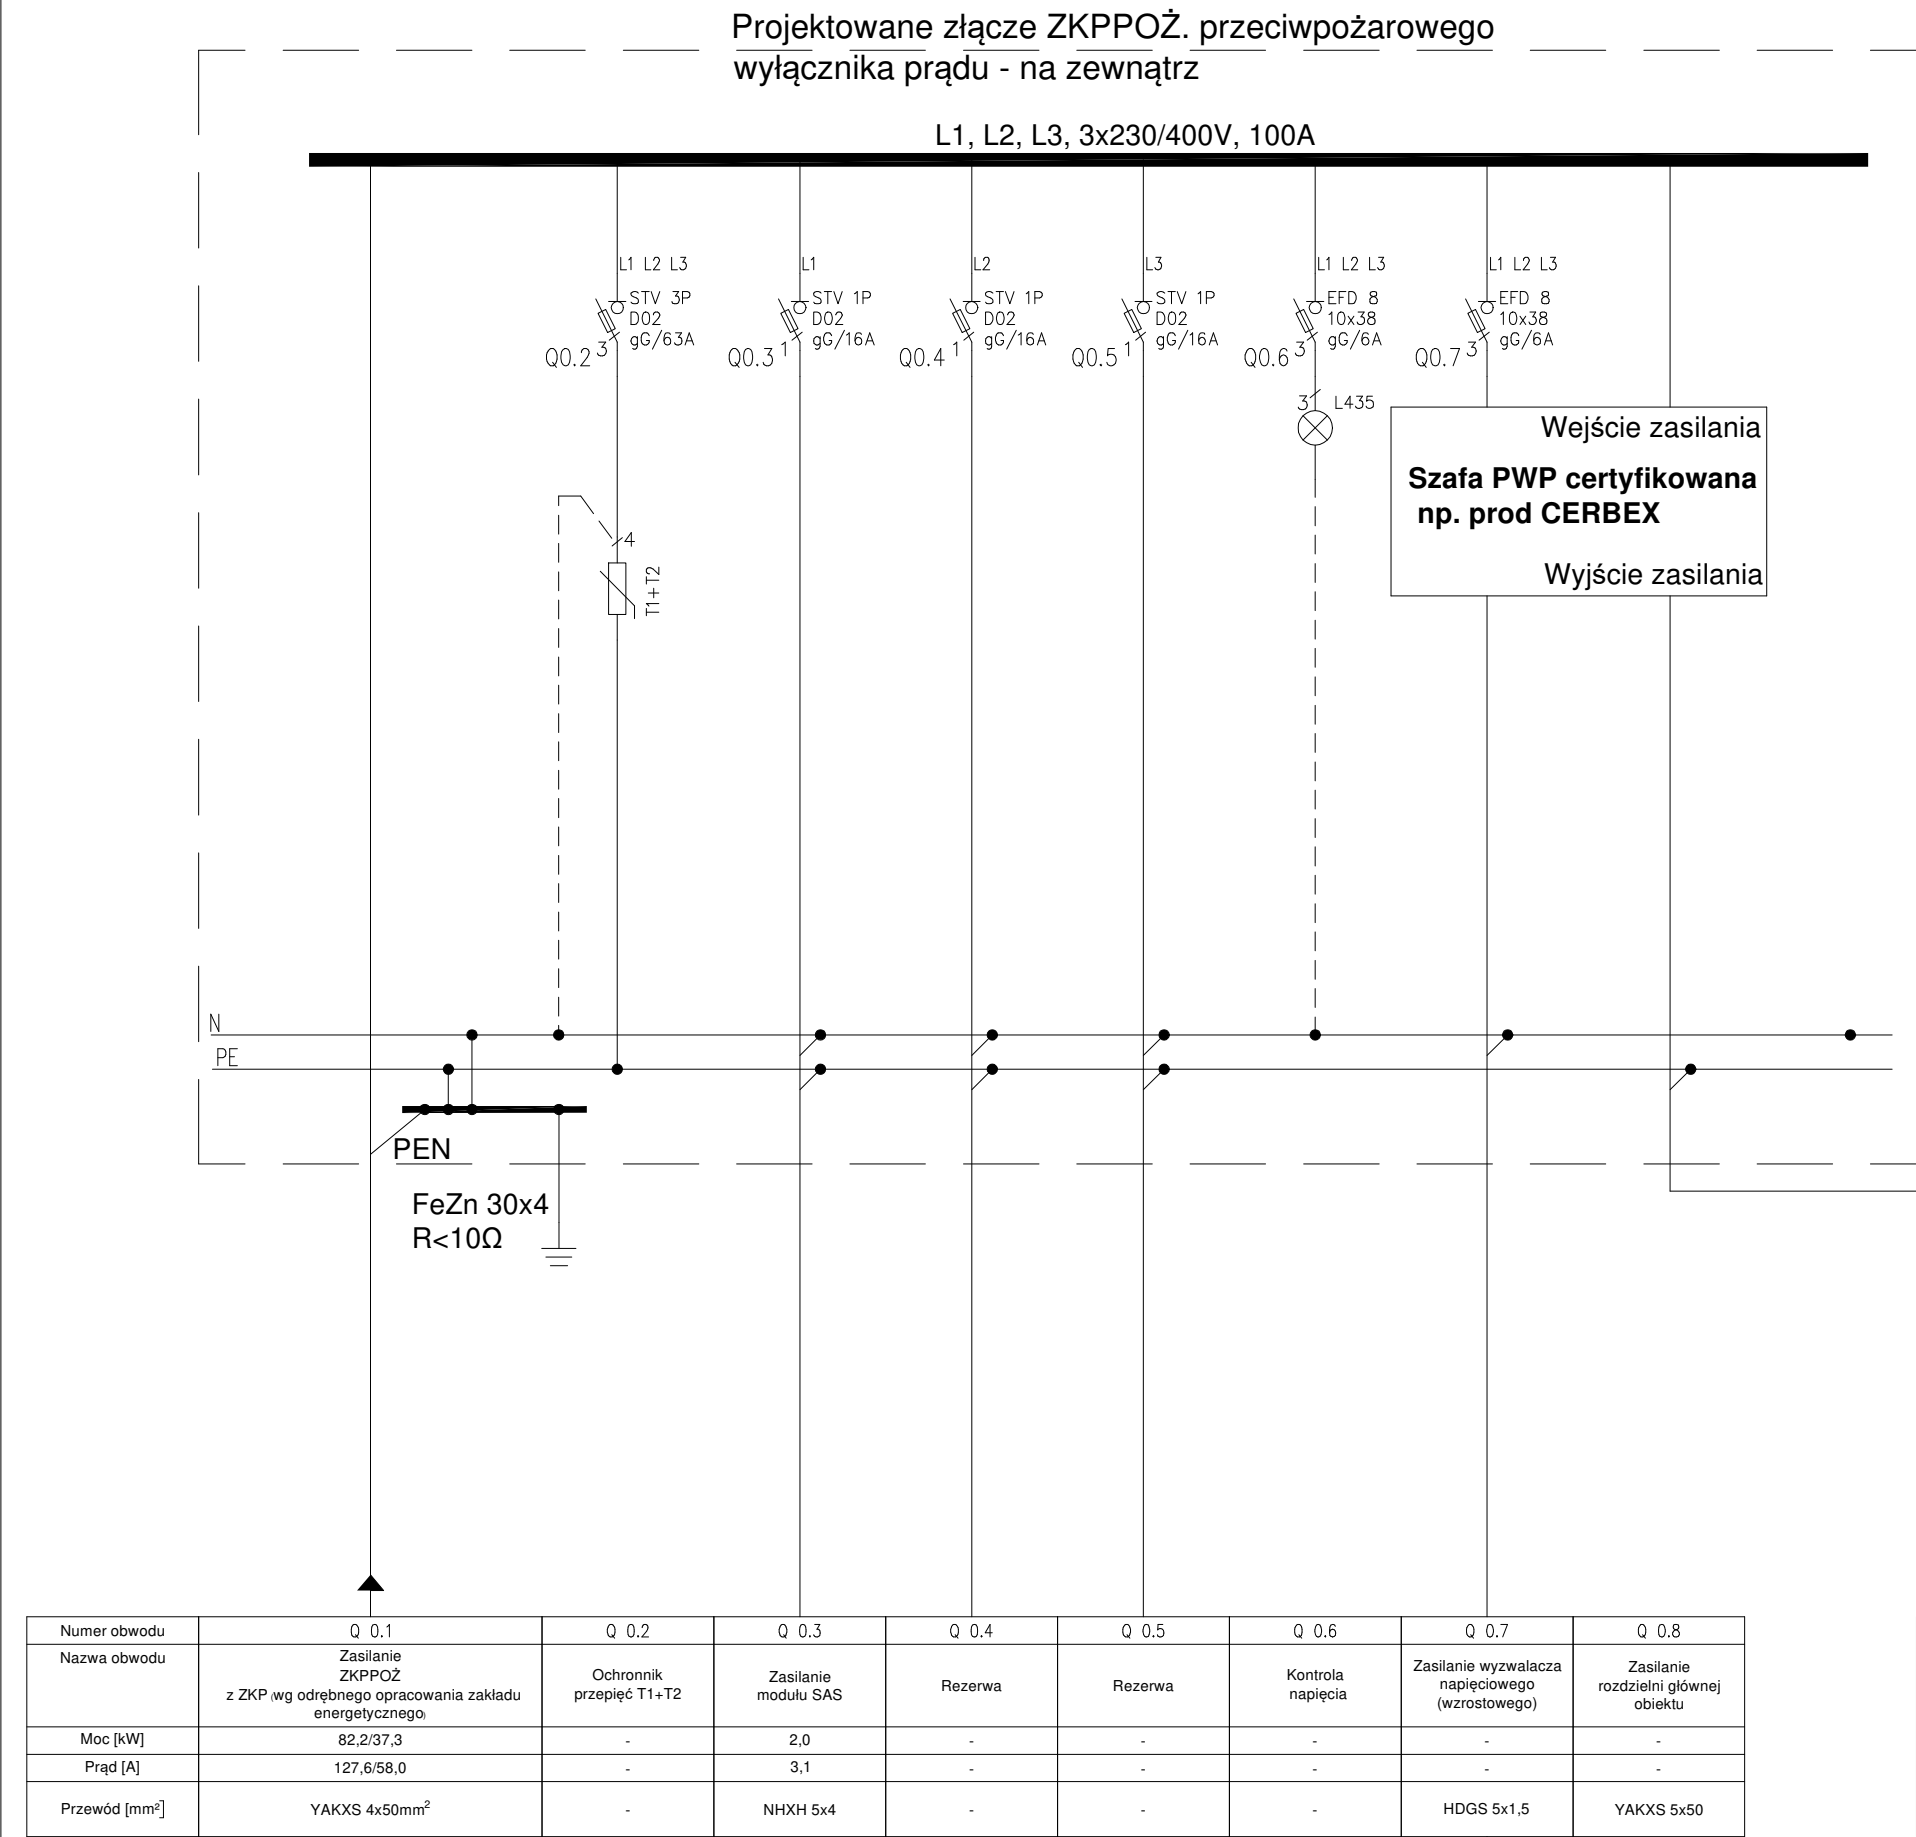 Projektowane złącze ZKPPOŻ. przeciwpożarowego
wyłącznika prądu - na zewnątrz
L1, L2, L3, 3x230/400V, 100A
L1 L2 L3
STV 3P
D02
gG/63A
Q0.2
3
L1
STV 1P
D02
gG/16A
Q0.3
1
L2
STV 1P
D02
gG/16A
Q0.4
1
L3
STV 1P
D02
gG/16A
Q0.5
1
L1 L2 L3
EFD 8
10x38
gG/6A
Q0.6
3
3
L435
L1 L2 L3
EFD 8
10x38
gG/6A
Q0.7
3
Wejście zasilania
Szafa PWP certyfikowana
np. prod CERBEX
Wyjście zasilania
4
T1+T2
N
PE
PEN
FeZn 30x4
R<10Ω
Numer obwodu
Q 0.1
Q 0.2
Q 0.3
Q 0.4
Q 0.5
Q 0.6
Q 0.7
Q 0.8
Nazwa obwodu
Zasilanie
ZKPPOŻ
z ZKP (wg odrębnego opracowania zakładu
energetycznego)
Ochronnik
przepięć T1+T2
Zasilanie
modułu SAS
Rezerwa
Rezerwa
Kontrola
napięcia
Zasilanie wyzwalacza
napięciowego
(wzrostowego)
Zasilanie
rozdzielni głównej
obiektu
Moc [kW]
82,2/37,3
-
2,0
-
-
-
-
-
Prąd [A]
127,6/58,0
-
3,1
-
-
-
-
-
Przewód [mm²]
YAKXS 4x50mm²
-
NHXH 5x4
-
-
-
HDGS 5x1,5
YAKXS 5x50